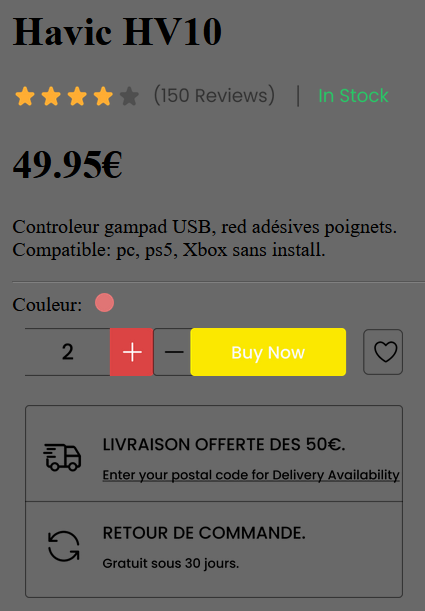 Havic HV10
(150 Reviews) | In Stock
49.95€
Controleur gampad USB, red adésives poignets.
Compatible: pc, ps5, Xbox sans install.
Couleur:
2 + — Buy Now
LIVRAISON OFFERTE DES 50€.
Enter your postal code for Delivery Availability
RETOUR DE COMMANDE.
Gratuit sous 30 jours.